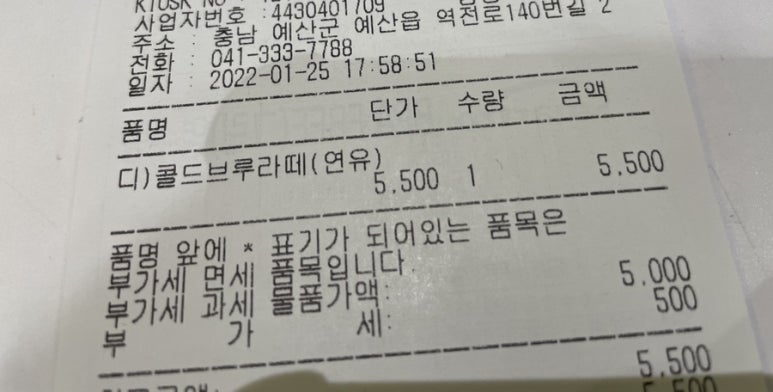 KIOSK NO
사업자번호 :4430401709
주소 : 충남 예산군 예산읍 역전로140번길 2
전화 : 041-333-7788
일자 : 2022-01-25 17:58:51
품명 단가 수량 금액
디)콜드브루라떼(연유)
5,500 1 5,500
품명 앞에 * 표기가 되어있는 품목은
부가세 면세 품목입니다.
부가세 과세 물품가액: 5,000
부 가 세: 500
5,500
5,500